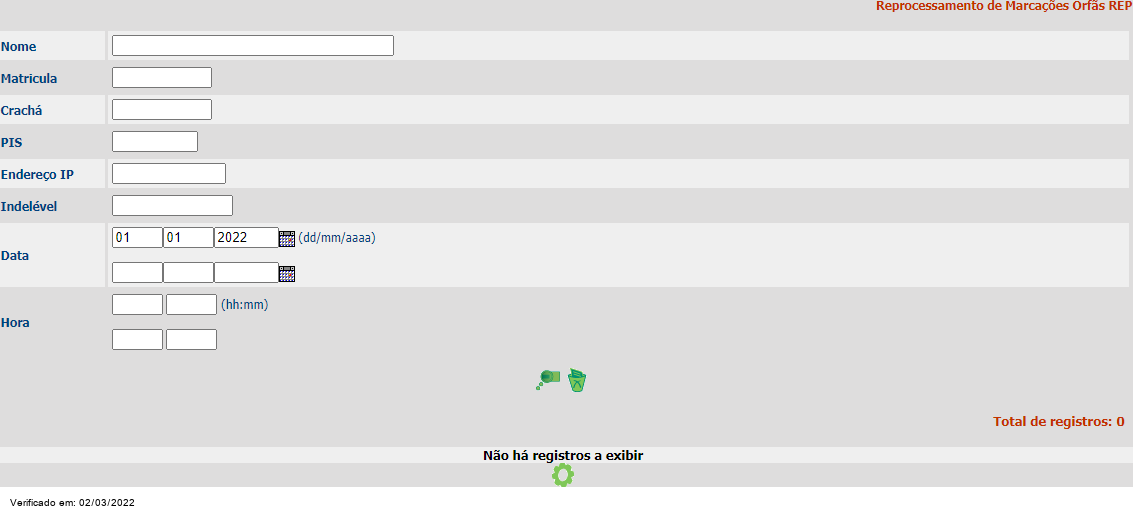 Reprocessamento de Marcações Orfãs REP
Nome
Matricula
Crachá
PIS
Endereço IP
Indelével
Data
01 01 2022 (dd/mm/aaaa)
Hora
(hh:mm)
Total de registros: 0
Não há registros a exibir
Verificado em: 02/03/2022